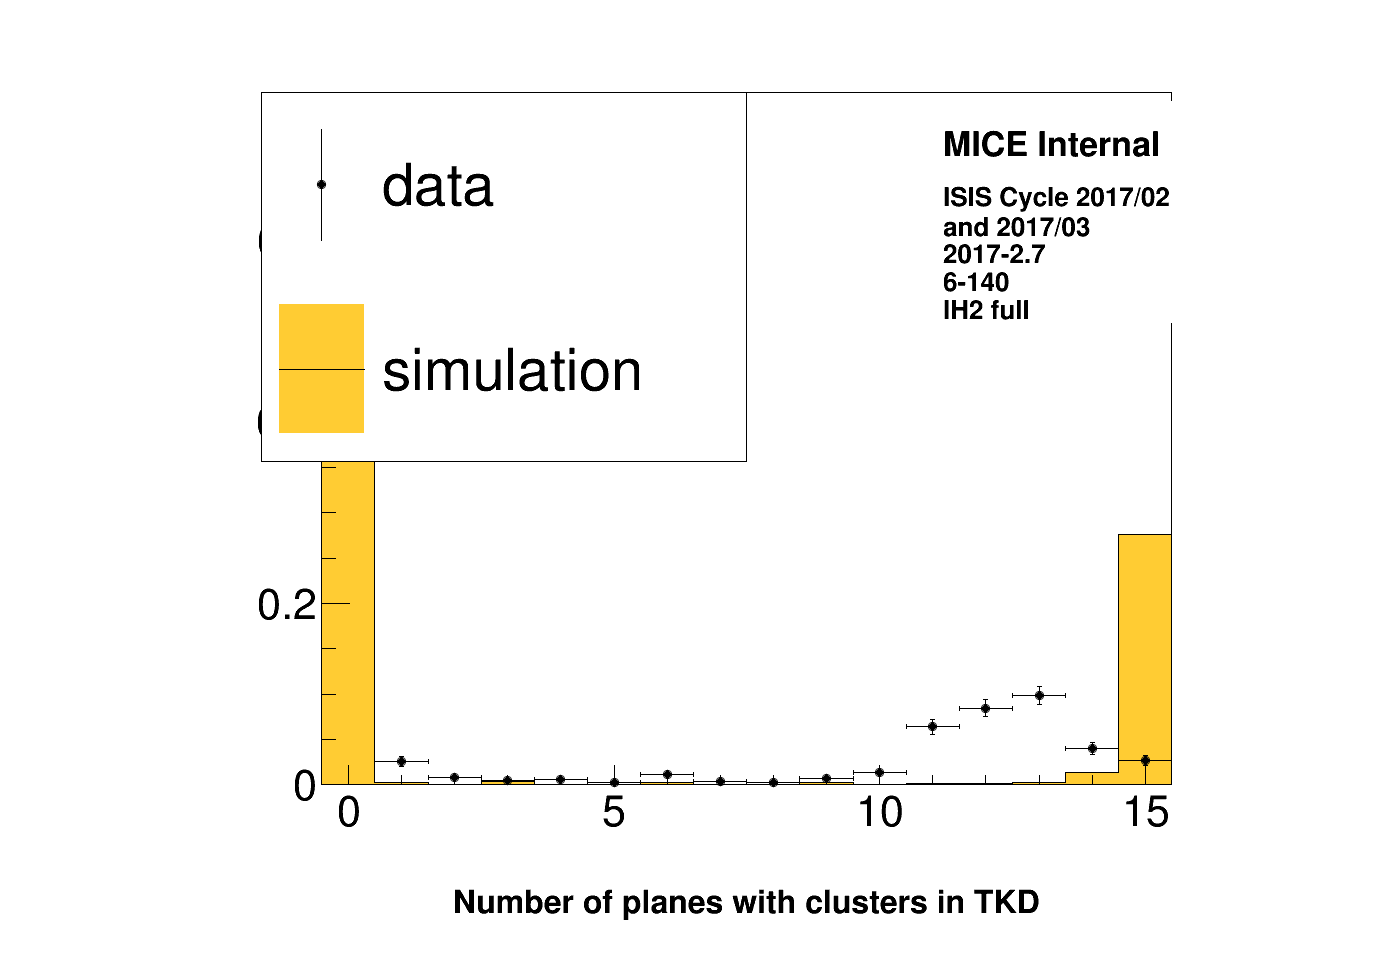 data
simulation
MICE Internal
ISIS Cycle 2017/02
and 2017/03
2017-2.7
6-140
IH2 full
0.2
0
0
5
10
15
Number of planes with clusters in TKD